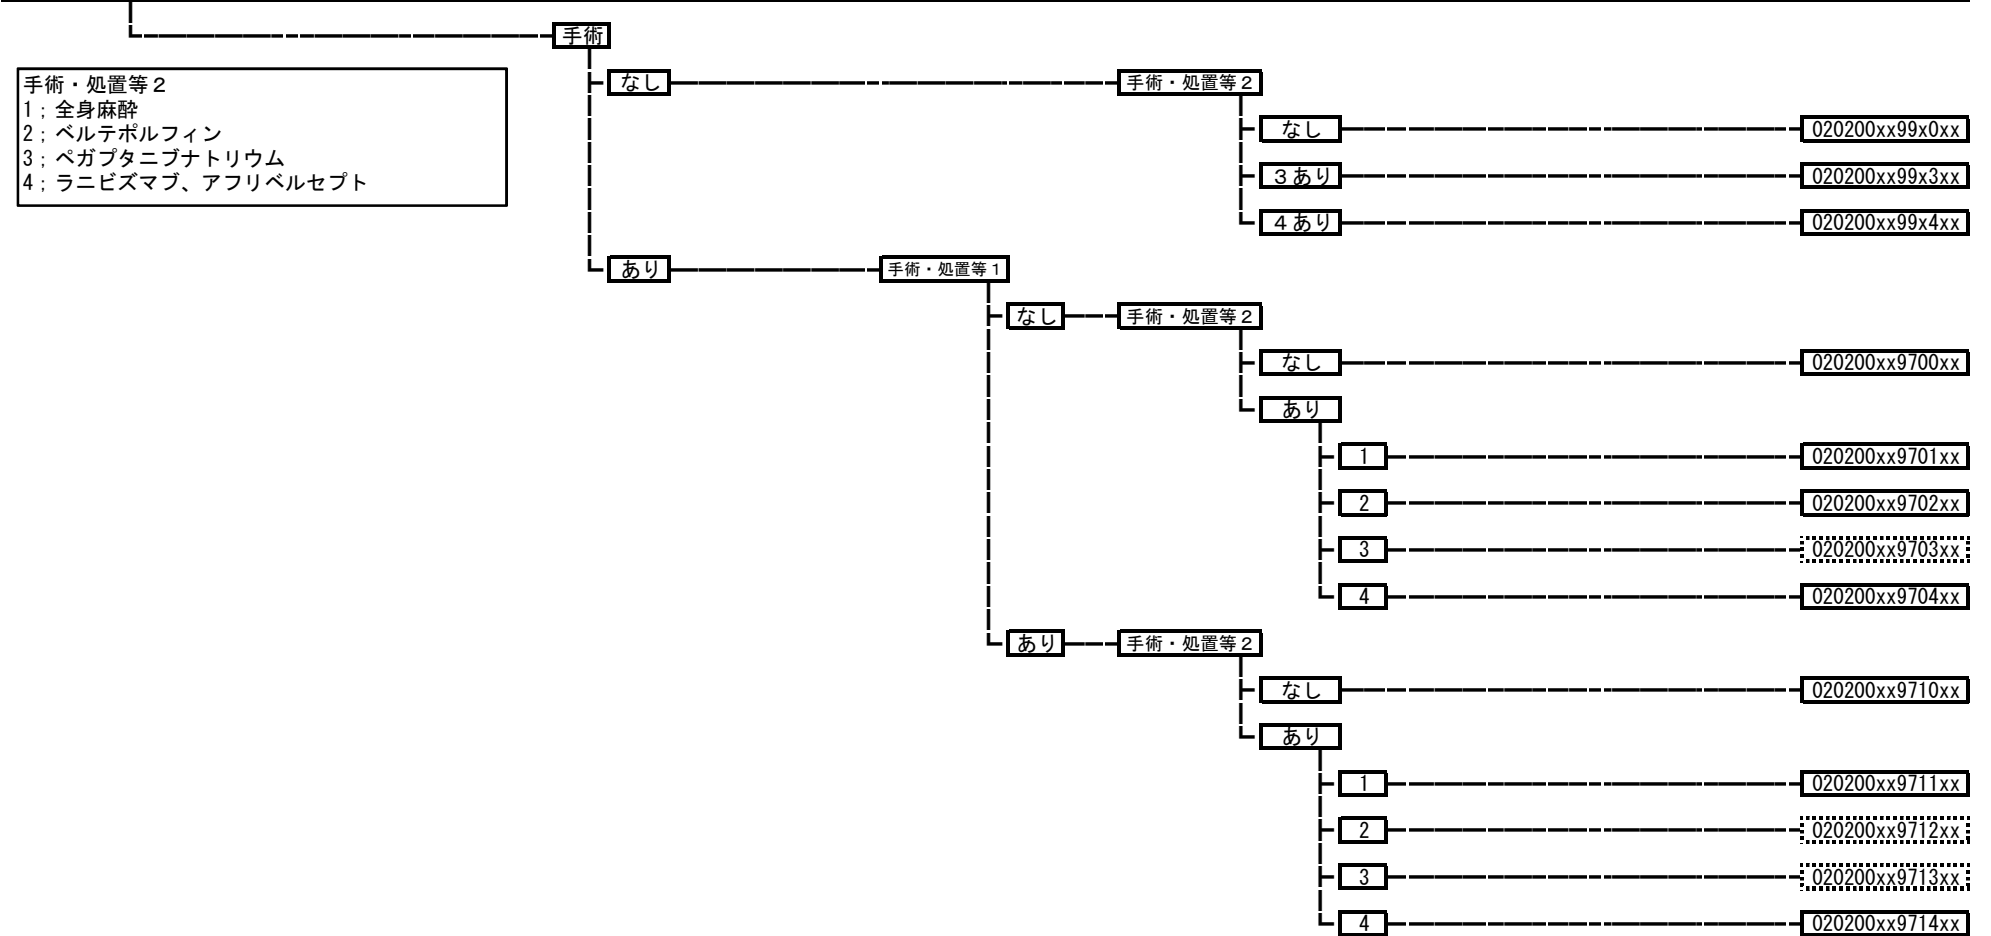 手術
手術・処置等２
1；全身麻酔
2；ベルテポルフィン
3；ペガプタニブナトリウム
4；ラニビズマブ、アフリベルセプト
なし 手術・処置等２
なし 020200xx99x0xx
３あり 020200xx99x3xx
４あり 020200xx99x4xx
あり 手術・処置等１
なし 手術・処置等２
なし 020200xx9700xx
あり
1 020200xx9701xx
2 020200xx9702xx
3 020200xx9703xx
4 020200xx9704xx
あり 手術・処置等２
なし 020200xx9710xx
あり
1 020200xx9711xx
2 020200xx9712xx
3 020200xx9713xx
4 020200xx9714xx